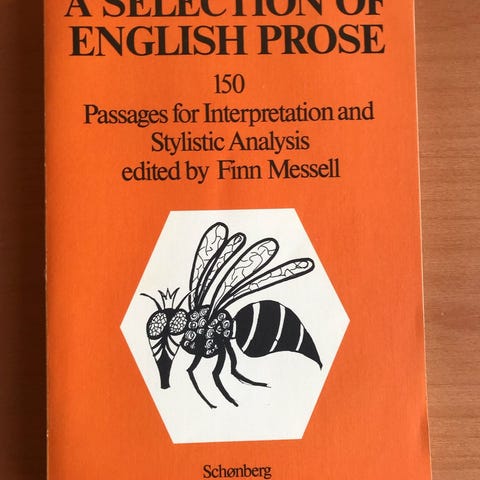 A SELECTION OF
ENGLISH PROSE
150
Passages for Interpretation and
Stylistic Analysis
edited by Finn Messell
Schønberg